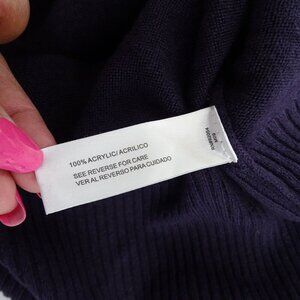 100% ACRYLIC/ ACRILICO
SEE REVERSE FOR CARE
VER AL REVERSO PARA CUIDADO